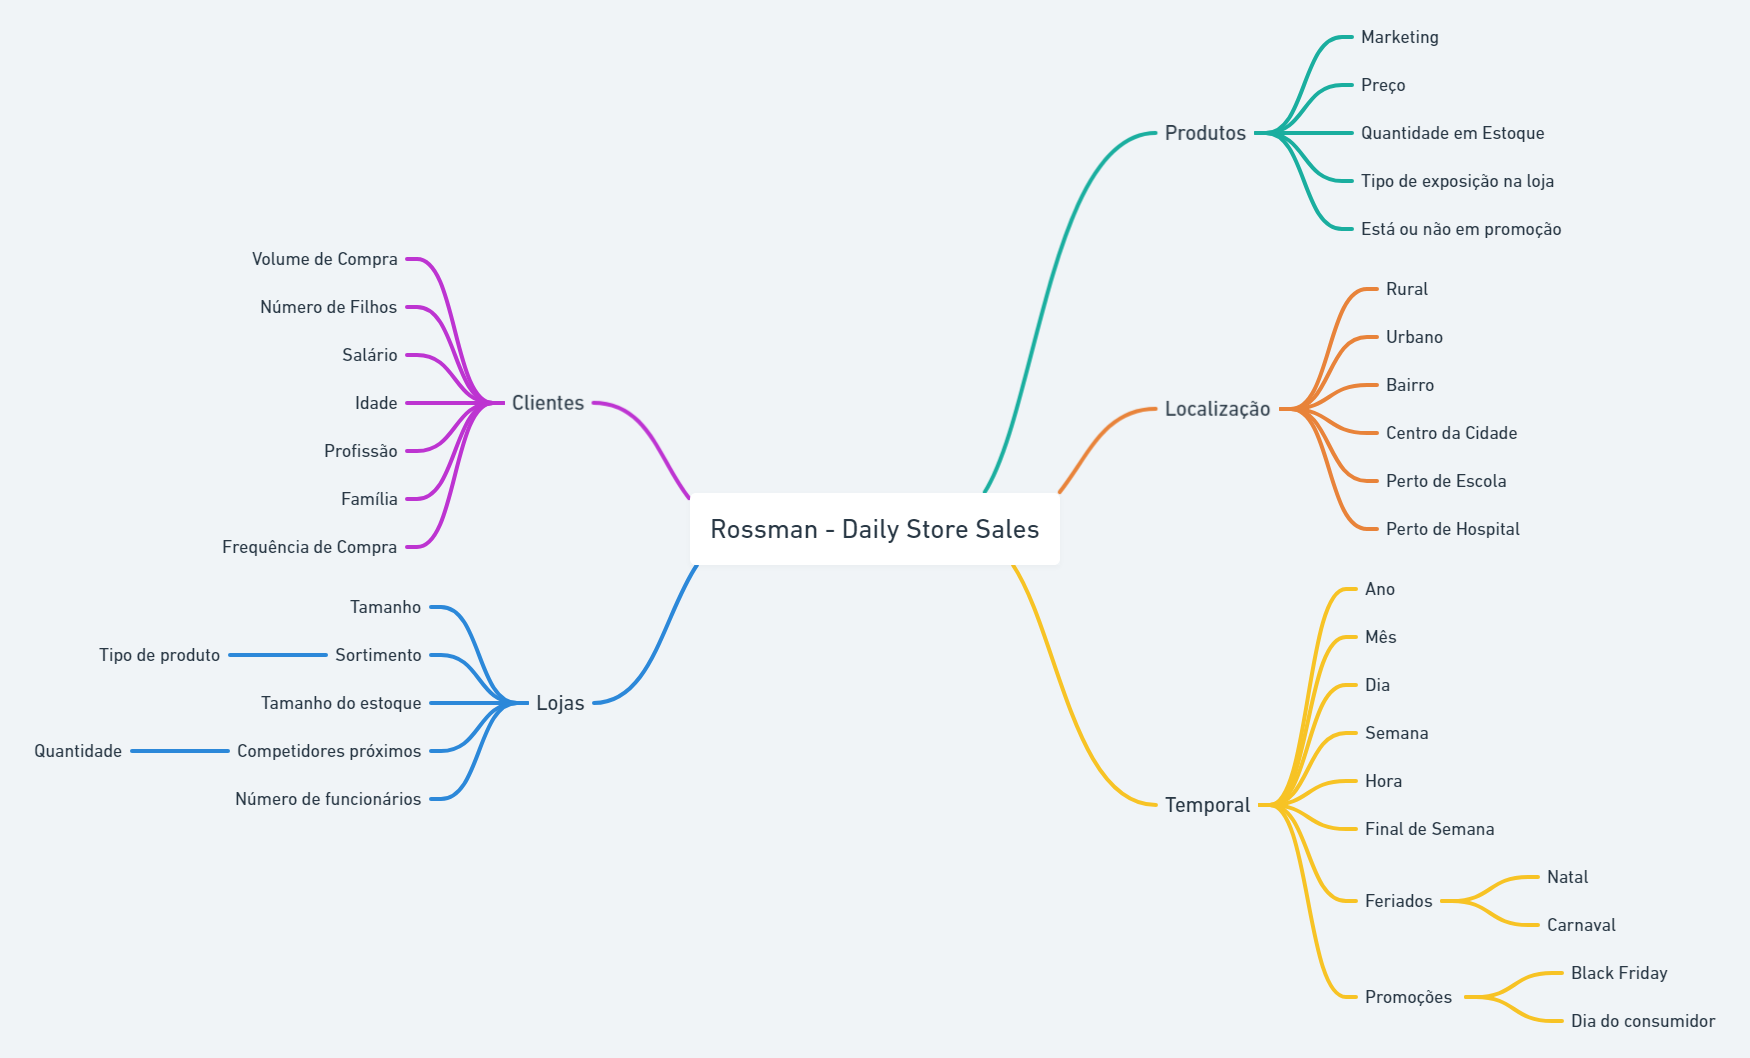 Rossman - Daily Store Sales
Produtos
Marketing
Preço
Quantidade em Estoque
Tipo de exposição na loja
Está ou não em promoção
Localização
Rural
Urbano
Bairro
Centro da Cidade
Perto de Escola
Perto de Hospital
Temporal
Ano
Mês
Dia
Semana
Hora
Final de Semana
Feriados
Natal
Carnaval
Promoções
Black Friday
Dia do consumidor
Clientes
Volume de Compra
Número de Filhos
Salário
Idade
Profissão
Família
Frequência de Compra
Lojas
Tamanho
Sortimento
Tipo de produto
Tamanho do estoque
Competidores próximos
Quantidade
Número de funcionários